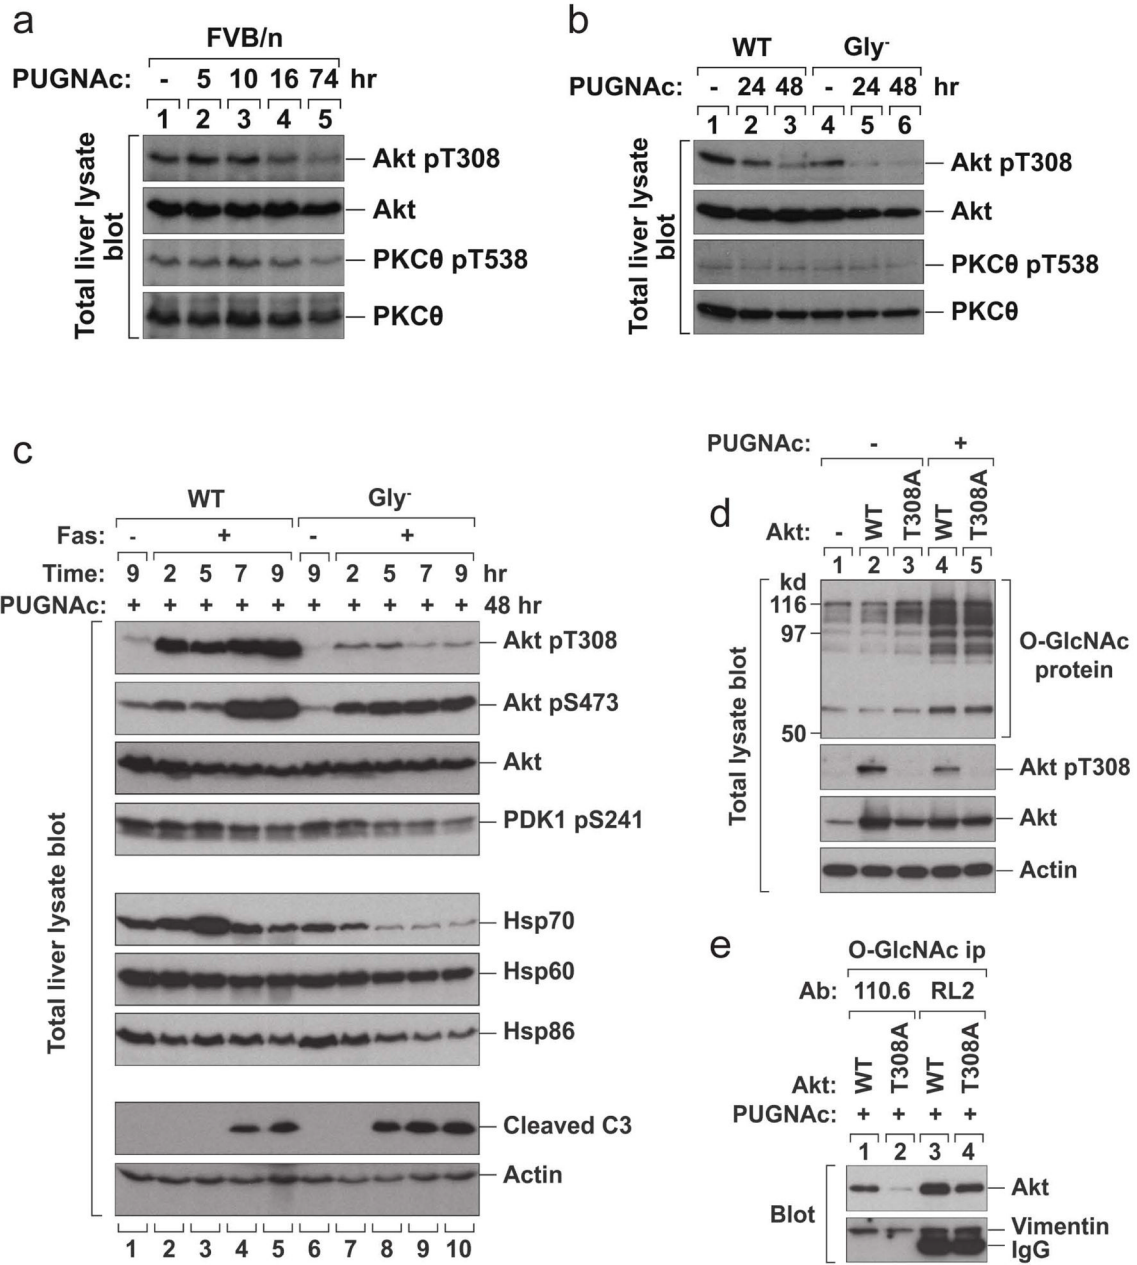 a
FVB/n
PUGNAc: - 5 10 16 74 hr
1 2 3 4 5
Total liver lysate
blot
Akt pT308
Akt
PKCθ pT538
PKCθ
b
WT Gly-
PUGNAc: - 24 48 - 24 48 hr
1 2 3 4 5 6
Total liver lysate
blot
Akt pT308
Akt
PKCθ pT538
PKCθ
c
WT Gly-
Fas: - + - +
Time: 9 2 5 7 9 9 2 5 7 9 hr
PUGNAc: + + + + + + + + + + 48 hr
Total liver lysate blot
Akt pT308
Akt pS473
Akt
PDK1 pS241
Hsp70
Hsp60
Hsp86
Cleaved C3
Actin
1 2 3 4 5 6 7 8 9 10
PUGNAc: - +
d
Akt: - WT T308A WT T308A
1 2 3 4 5
kd
116
97
50
Total lysate blot
O-GlcNAc
protein
Akt pT308
Akt
Actin
e
O-GlcNAc ip
Ab: 110.6 RL2
Akt: WT T308A WT T308A
PUGNAc: + + + +
1 2 3 4
Blot
Akt
Vimentin
IgG